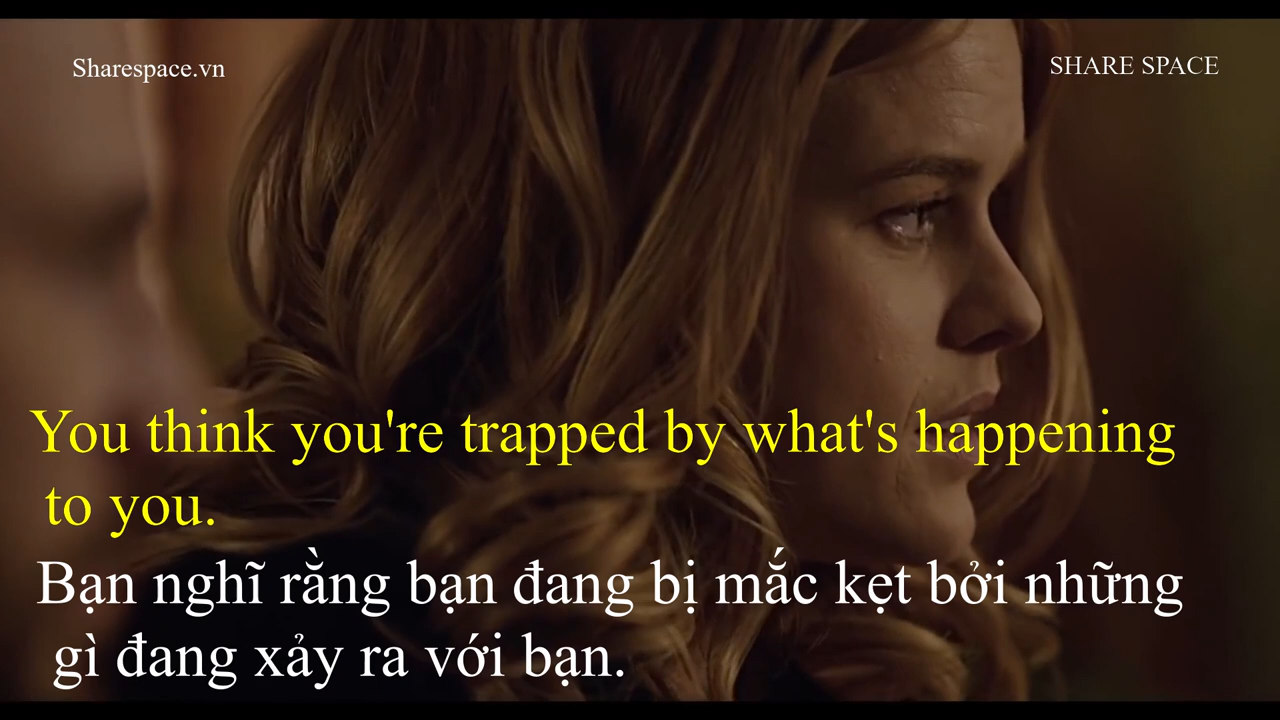 Sharespace.vn
SHARE SPACE
You think you're trapped by what's happening
to you.
Bạn nghĩ rằng bạn đang bị mắc kẹt bởi những
gì đang xảy ra với bạn.